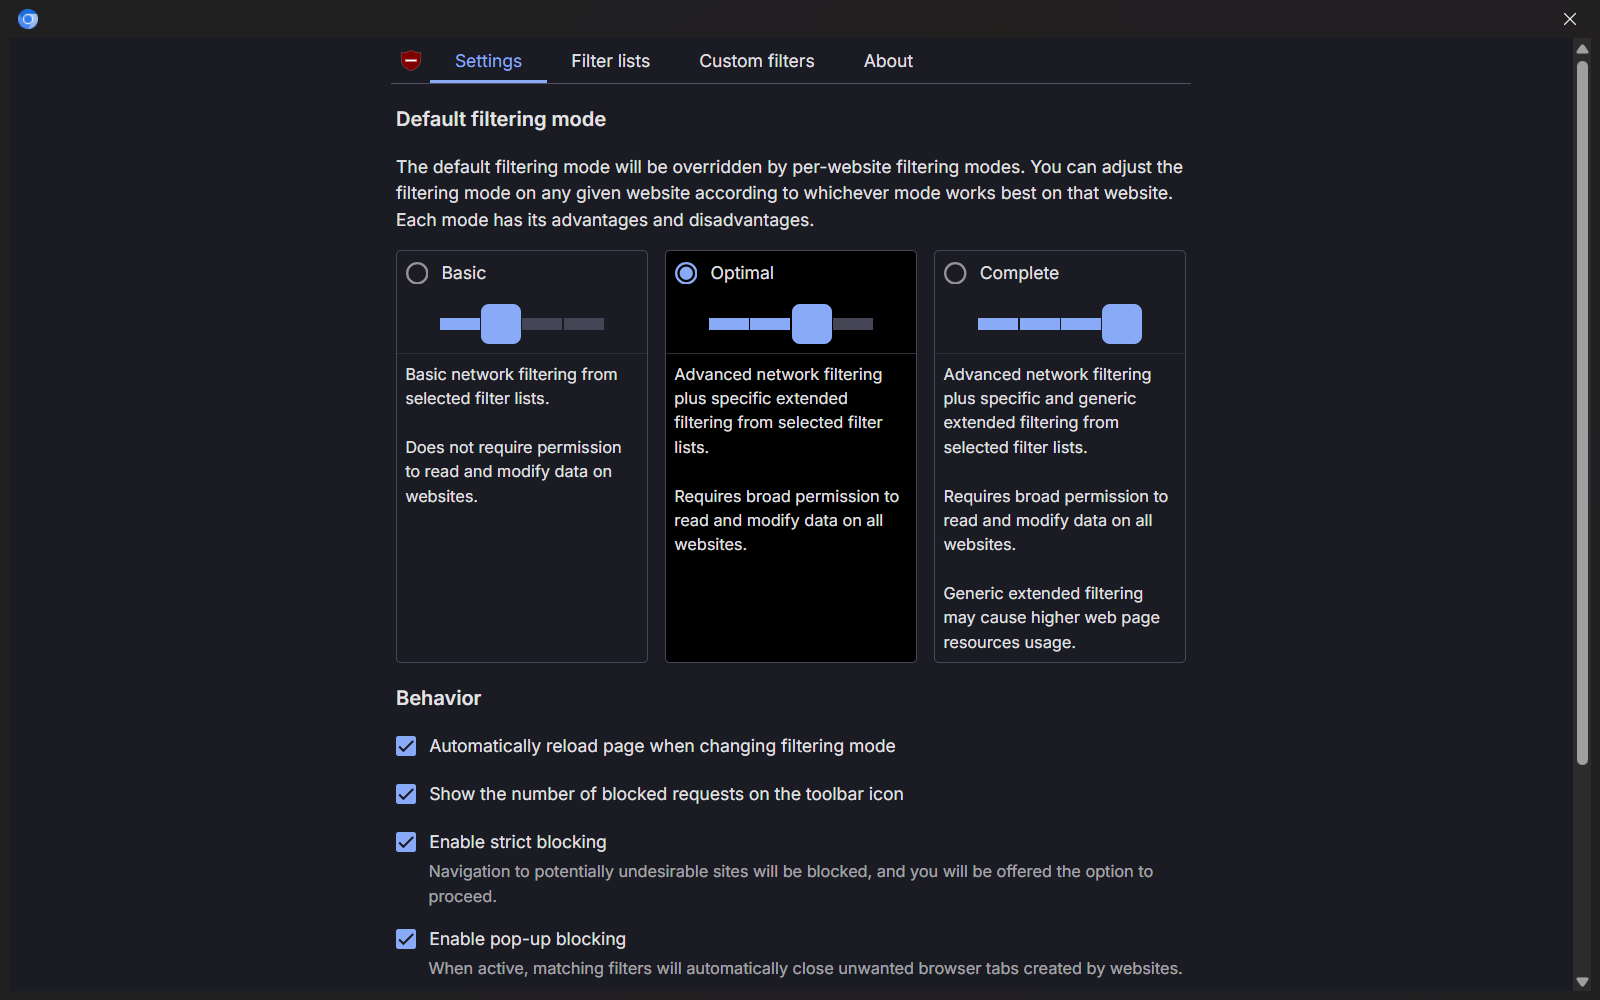 Settings
Filter lists
Custom filters
About
Default filtering mode
The default filtering mode will be overridden by per-website filtering modes. You can adjust the
filtering mode on any given website according to whichever mode works best on that website.
Each mode has its advantages and disadvantages.
Basic
Basic network filtering from
selected filter lists.
Does not require permission
to read and modify data on
websites.
Optimal
Advanced network filtering
plus specific extended
filtering from selected filter
lists.
Requires broad permission to
read and modify data on all
websites.
Complete
Advanced network filtering
plus specific and generic
extended filtering from
selected filter lists.
Requires broad permission to
read and modify data on all
websites.
Generic extended filtering
may cause higher web page
resources usage.
Behavior
Automatically reload page when changing filtering mode
Show the number of blocked requests on the toolbar icon
Enable strict blocking
Navigation to potentially undesirable sites will be blocked, and you will be offered the option to
proceed.
Enable pop-up blocking
When active, matching filters will automatically close unwanted browser tabs created by websites.